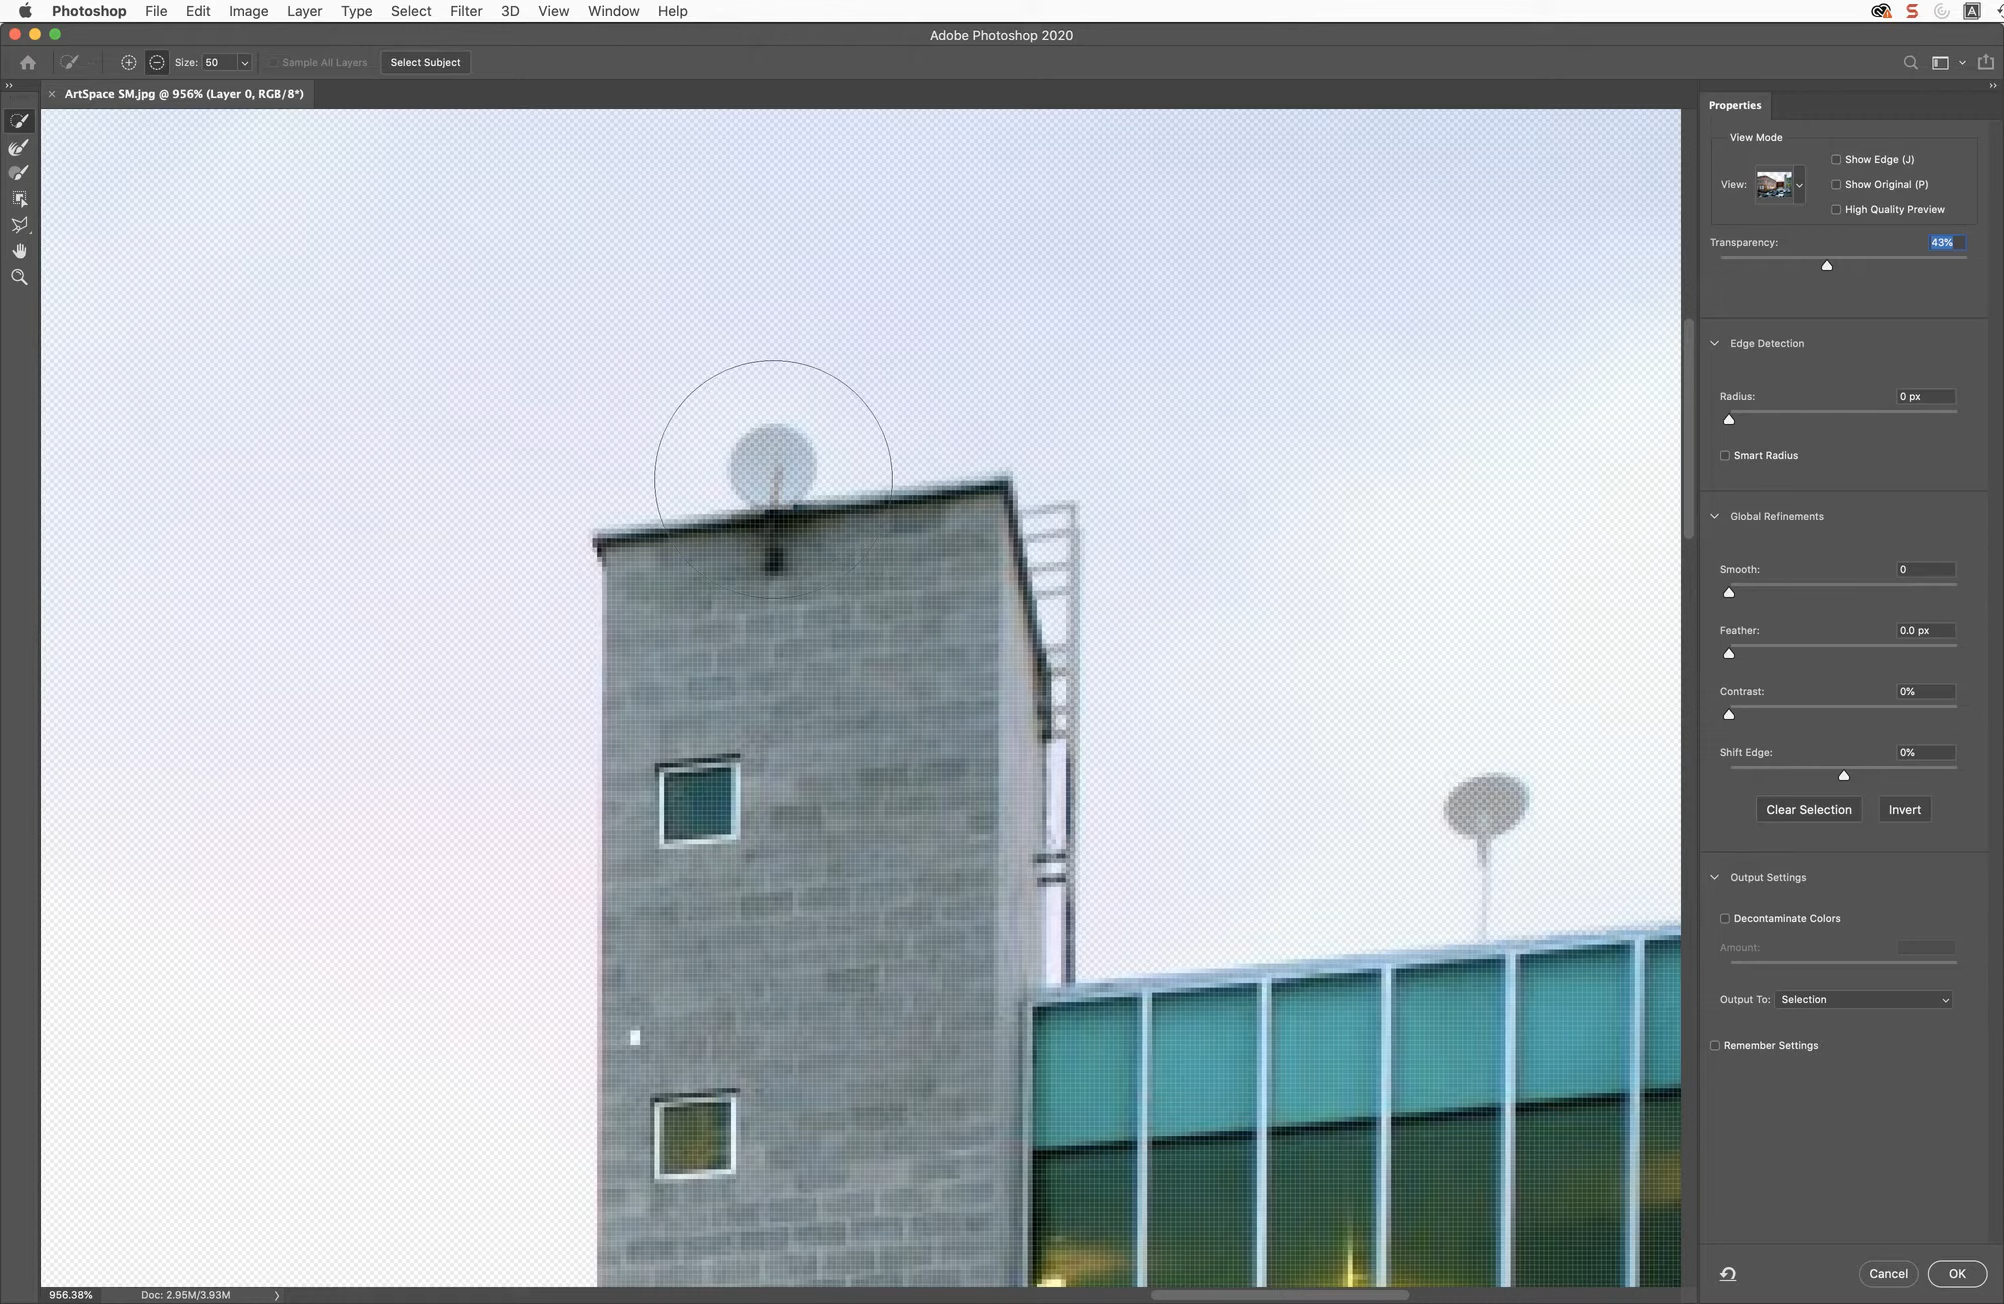 Photoshop File Edit Image Layer Type Select Filter 3D View Window Help
Adobe Photoshop 2020
Size: 50 Sample All Layers Select Subject
ArtSpace SM.jpg @ 956% (Layer 0, RGB/8*)
Properties
View Mode
Show Edge (J)
View: Show Original (P)
High Quality Preview
Transparency: 43%
Edge Detection
Radius: 0 px
Smart Radius
Global Refinements
Smooth: 0
Feather: 0.0 px
Contrast: 0%
Shift Edge: 0%
Clear Selection Invert
Output Settings
Decontaminate Colors
Amount:
Output To: Selection
Remember Settings
Cancel OK
956.38% Doc: 2.95M/3.93M